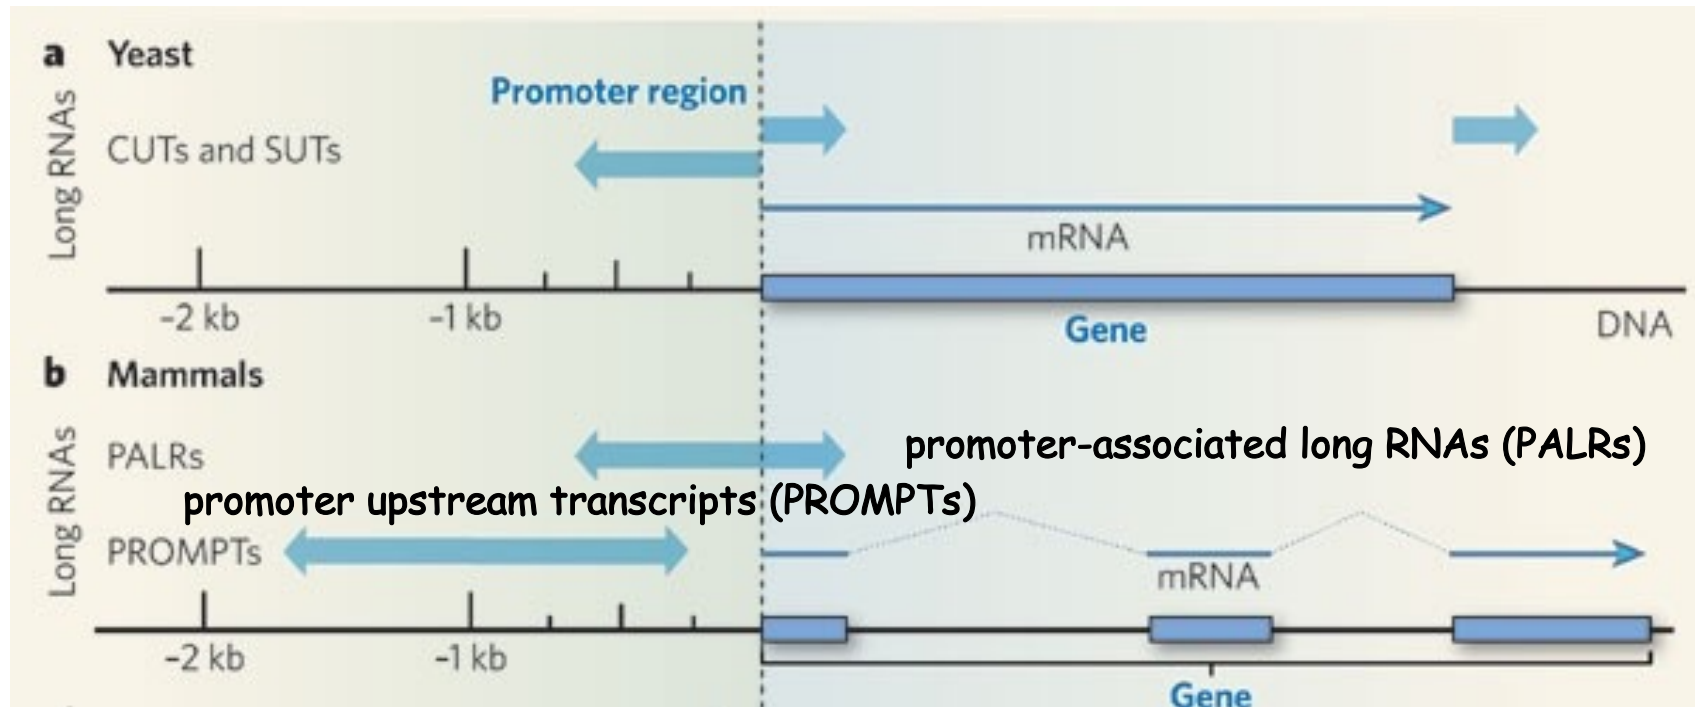 a Yeast
Promoter region
Long RNAs
CUTs and SUTs
mRNA
–2 kb
–1 kb
Gene
DNA
b Mammals
Long RNAs
PALRs
promoter-associated long RNAs (PALRs)
promoter upstream transcripts (PROMPTs)
PROMPTs
mRNA
–2 kb
–1 kb
Gene